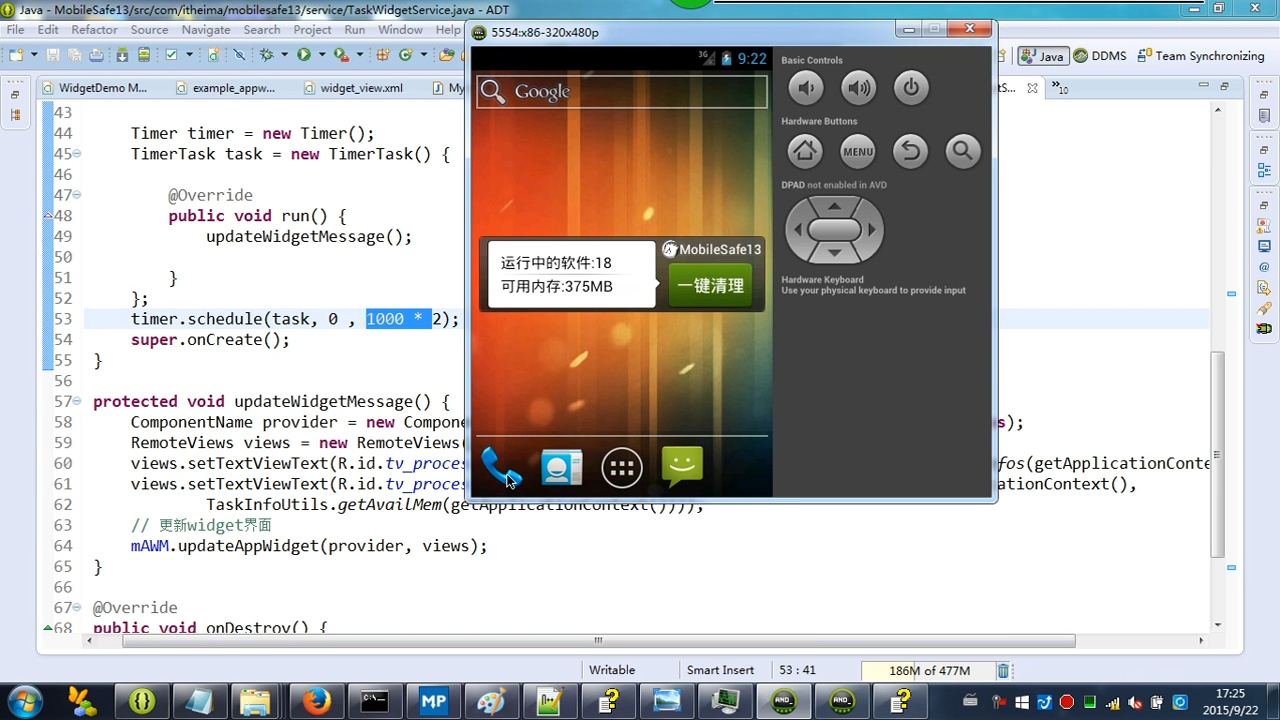 Java - MobileSafe13/src/com/itheima/mobilesafe13/service/TaskWidgetService.java - ADT
File Edit Refactor Source Navigate Search Project Run Window Help
Java DDMS Team Synchronizing
WidgetDemo M... example_appw... widget_view.xml My
5554:x86-320x480p
3G 9:22
Google
运行中的软件:18
可用内存:375MB
MobileSafe13
一键清理
Basic Controls
Hardware Buttons
MENU
DPAD not enabled in AVD
Hardware Keyboard
Use your physical keyboard to provide input
43
44 Timer timer = new Timer();
45 TimerTask task = new TimerTask() {
46
47 @Override
48 public void run() {
49 updateWidgetMessage();
50
51 }
52 };
53 timer.schedule(task, 0 , 1000 * 2);
54 super.onCreate();
55 }
56
57 protected void updateWidgetMessage() {
58 ComponentName provider = new Compone s);
59 RemoteViews views = new RemoteViews(
60 views.setTextViewText(R.id.tv_proces fos(getApplicationConte
61 views.setTextViewText(R.id.tv_proces icationContext(),
62 TaskInfoUtils.getAvailMem(getApplicationContext())));
63 // 更新widget界面
64 mAWM.updateAppWidget(provider, views);
65 }
66
67 @Override
68 public void onDestroy() {
Writable Smart Insert 53 : 41 186M of 477M
MP
17:25
2015/9/22